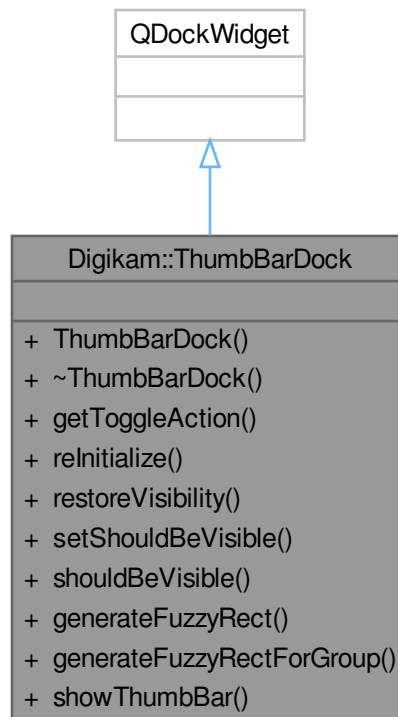 QDockWidget
Digikam::ThumbBarDock
+ ThumbBarDock()
+ ~ThumbBarDock()
+ getToggleAction()
+ reInitialize()
+ restoreVisibility()
+ setShouldBeVisible()
+ shouldBeVisible()
+ generateFuzzyRect()
+ generateFuzzyRectForGroup()
+ showThumbBar()